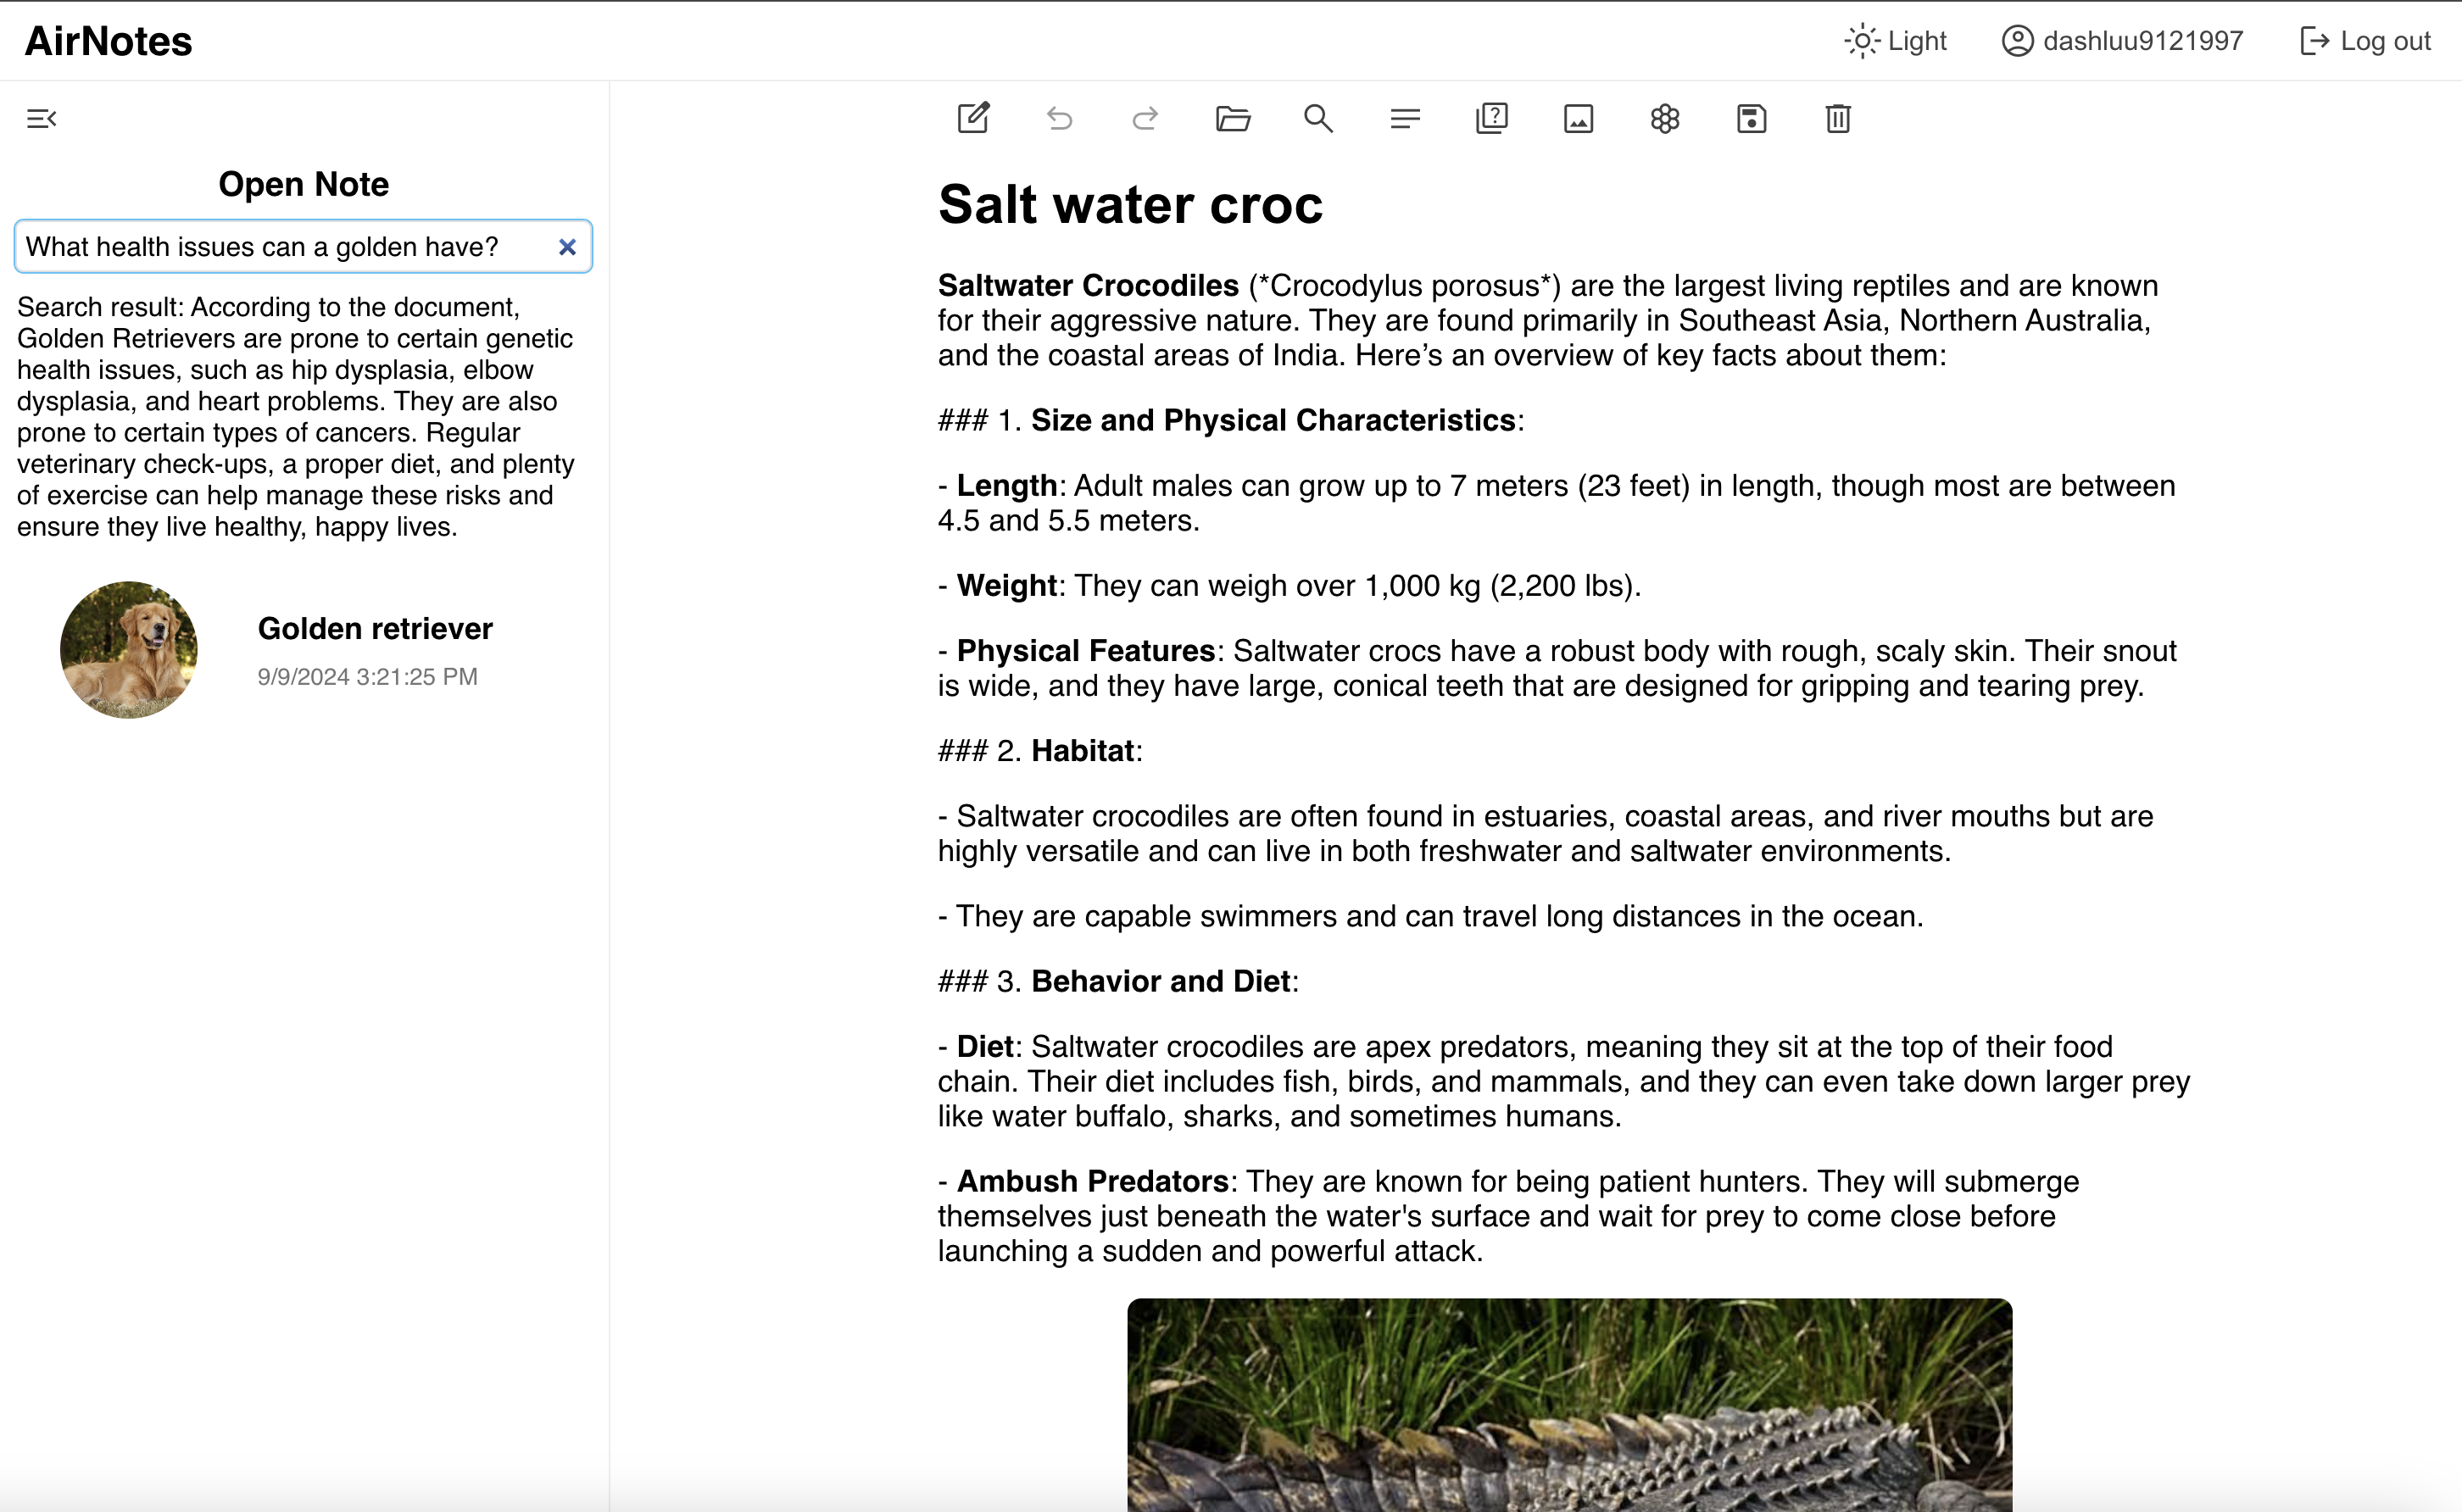 AirNotes
Light
dashluu9121997
Log out
Open Note
What health issues can a golden have?
Search result: According to the document,
Golden Retrievers are prone to certain genetic
health issues, such as hip dysplasia, elbow
dysplasia, and heart problems. They are also
prone to certain types of cancers. Regular
veterinary check-ups, a proper diet, and plenty
of exercise can help manage these risks and
ensure they live healthy, happy lives.
Golden retriever
9/9/2024 3:21:25 PM
Salt water croc
Saltwater Crocodiles (*Crocodylus porosus*) are the largest living reptiles and are known
for their aggressive nature. They are found primarily in Southeast Asia, Northern Australia,
and the coastal areas of India. Here’s an overview of key facts about them:
### 1. Size and Physical Characteristics:
- Length: Adult males can grow up to 7 meters (23 feet) in length, though most are between
4.5 and 5.5 meters.
- Weight: They can weigh over 1,000 kg (2,200 lbs).
- Physical Features: Saltwater crocs have a robust body with rough, scaly skin. Their snout
is wide, and they have large, conical teeth that are designed for gripping and tearing prey.
### 2. Habitat:
- Saltwater crocodiles are often found in estuaries, coastal areas, and river mouths but are
highly versatile and can live in both freshwater and saltwater environments.
- They are capable swimmers and can travel long distances in the ocean.
### 3. Behavior and Diet:
- Diet: Saltwater crocodiles are apex predators, meaning they sit at the top of their food
chain. Their diet includes fish, birds, and mammals, and they can even take down larger prey
like water buffalo, sharks, and sometimes humans.
- Ambush Predators: They are known for being patient hunters. They will submerge
themselves just beneath the water's surface and wait for prey to come close before
launching a sudden and powerful attack.